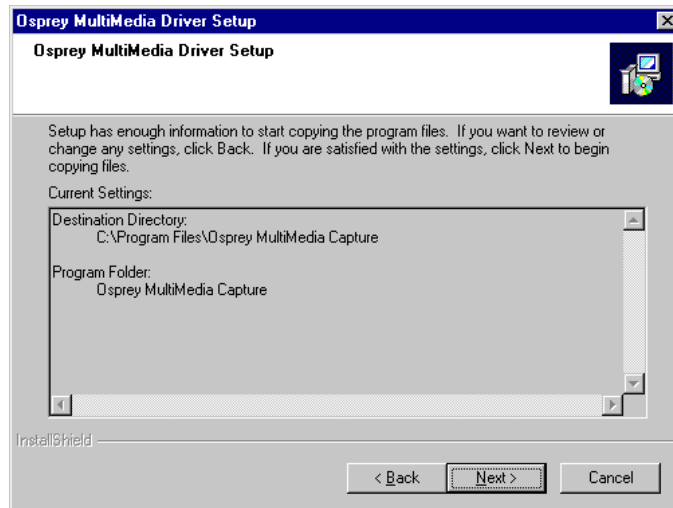 Osprey MultiMedia Driver Setup
Osprey MultiMedia Driver Setup
Setup has enough information to start copying the program files.  If you want to review or
change any settings, click Back.  If you are satisfied with the settings, click Next to begin
copying files.
Current Settings:
Destination Directory:
C:\Program Files\Osprey MultiMedia Capture
Program Folder:
Osprey MultiMedia Capture
InstallShield
< Back
Next >
Cancel